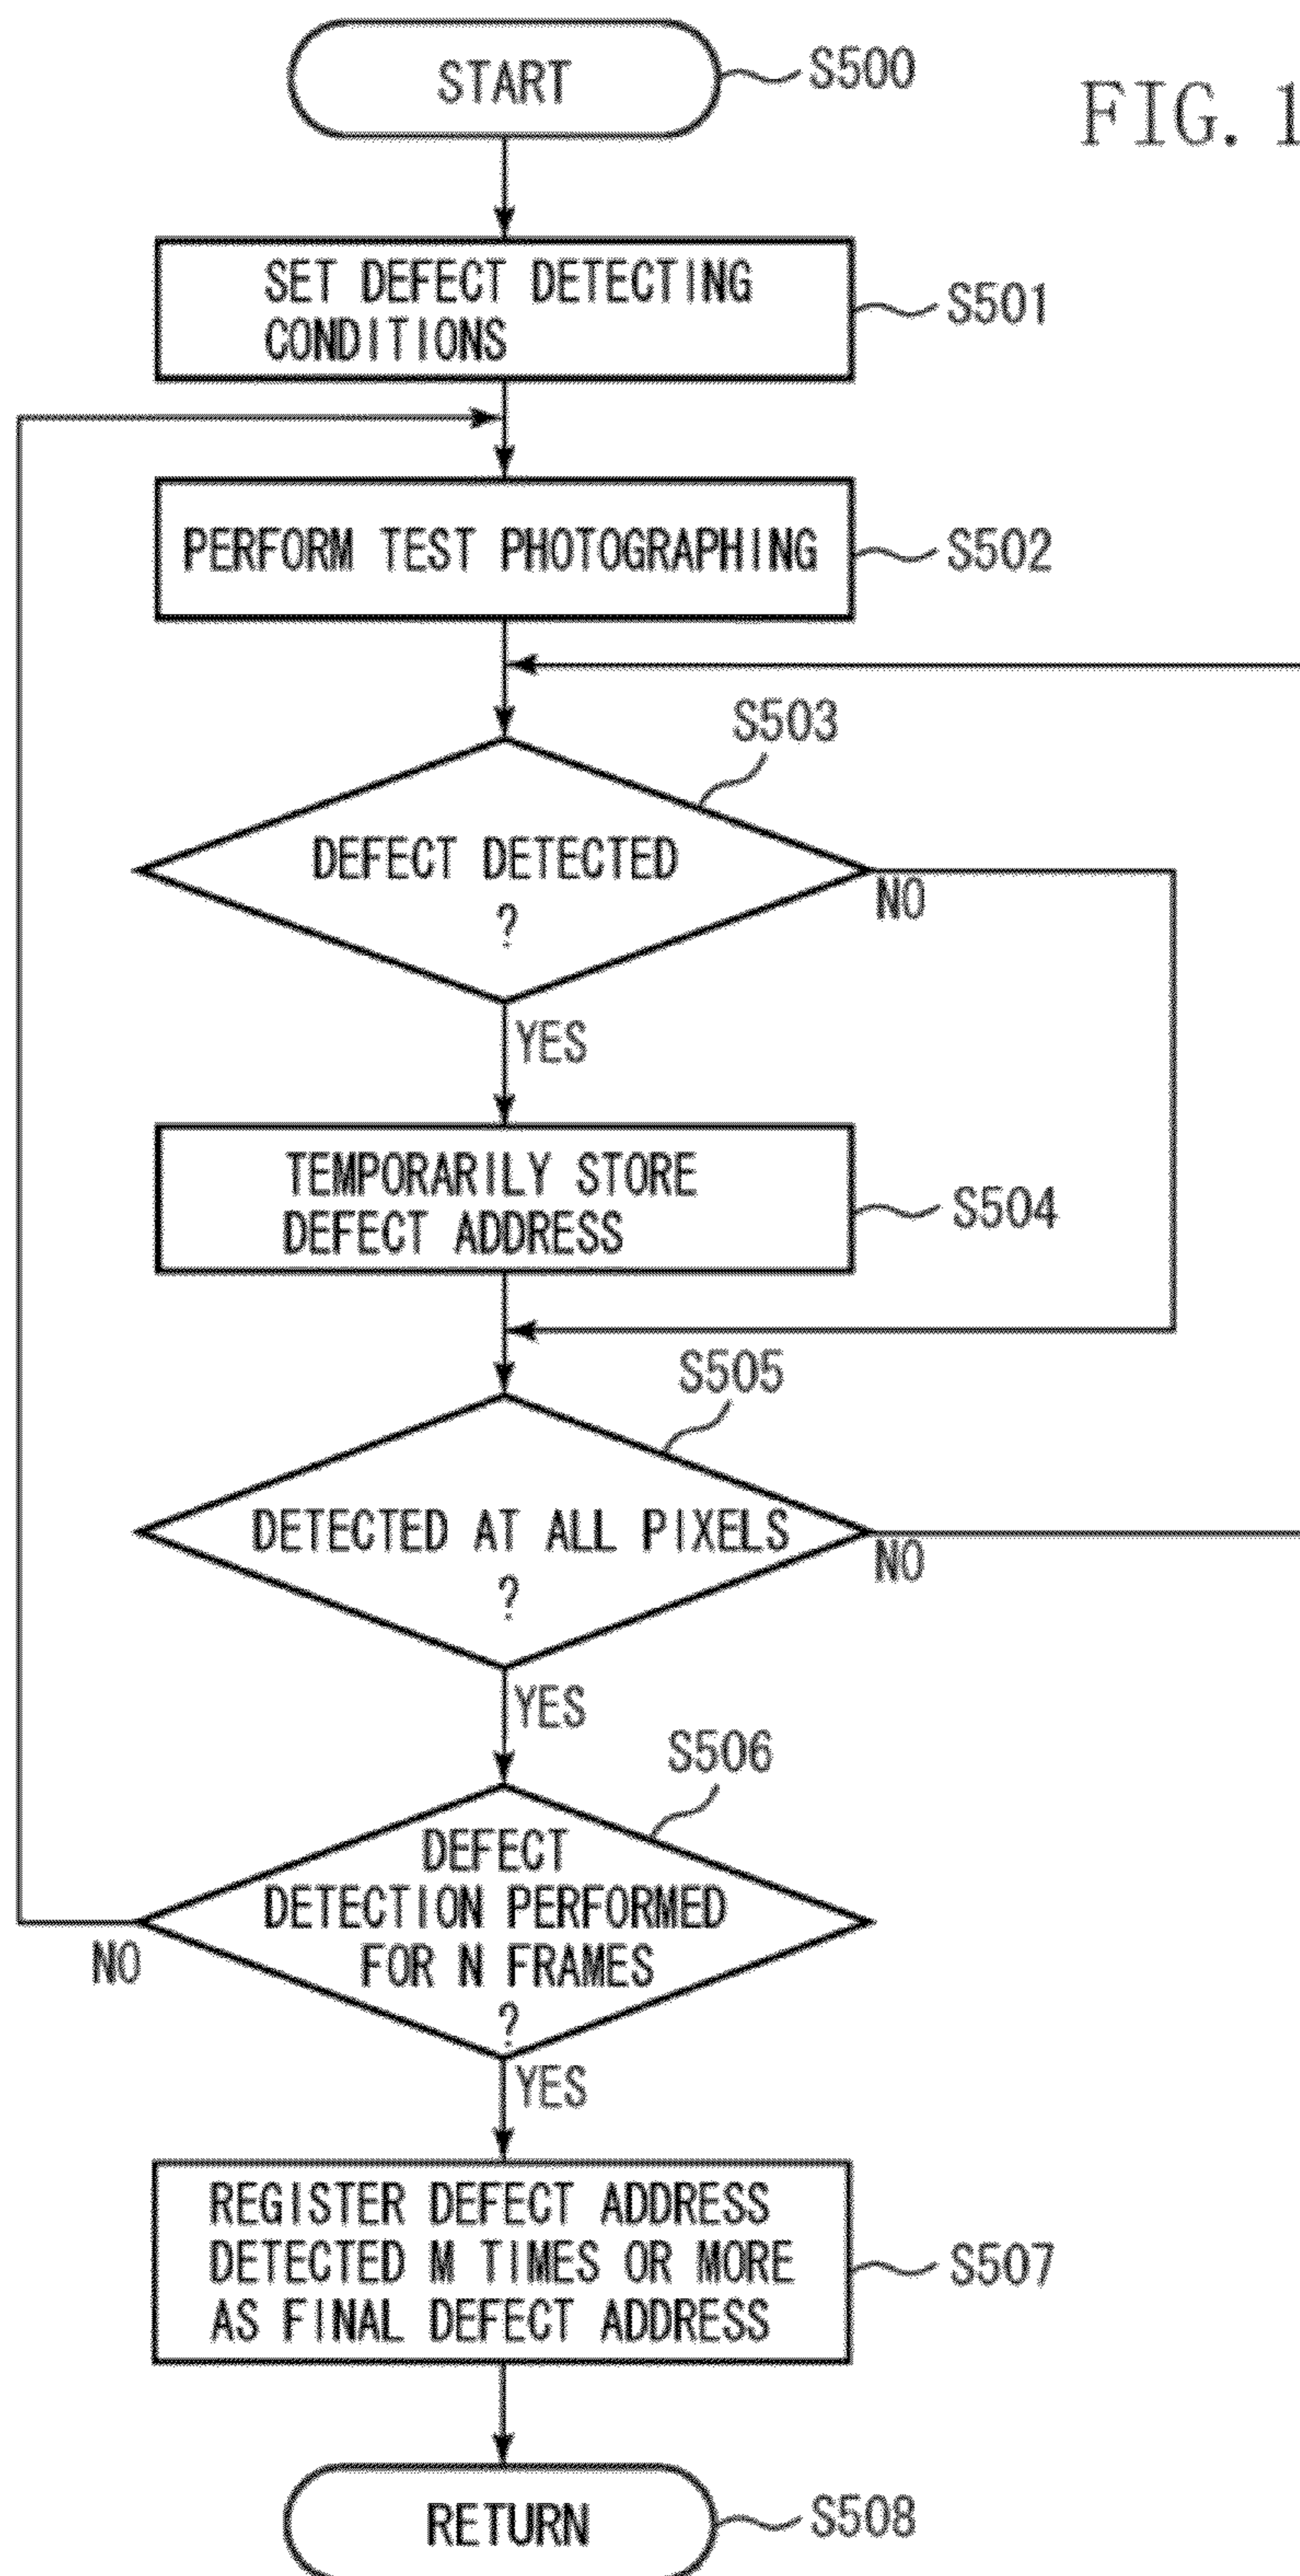 START
S500
FIG. 1
SET DEFECT DETECTING
CONDITIONS
S501
PERFORM TEST PHOTOGRAPHING
S502
S503
DEFECT DETECTED
?
NO
YES
TEMPORARILY STORE
DEFECT ADDRESS
S504
S505
DETECTED AT ALL PIXELS
?
NO
YES
S506
DEFECT
DETECTION PERFORMED
FOR N FRAMES
?
NO
YES
REGISTER DEFECT ADDRESS
DETECTED M TIMES OR MORE
AS FINAL DEFECT ADDRESS
S507
RETURN
S508